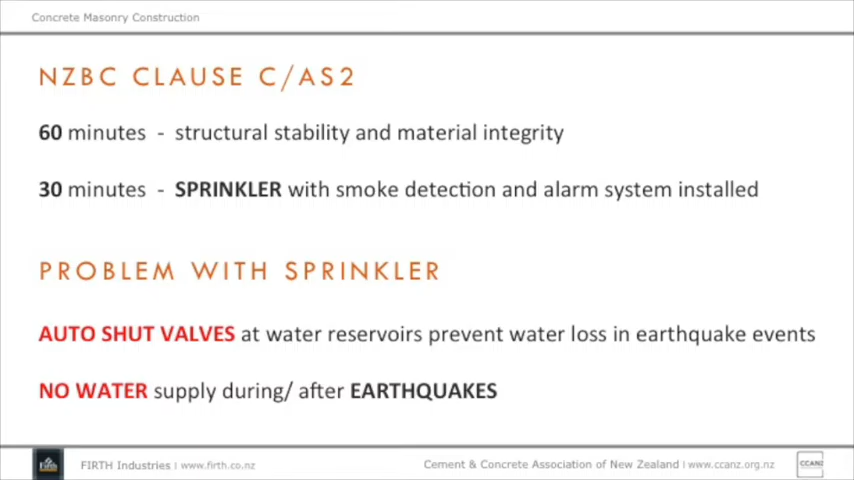 Concrete Masonry Construction
NZBC CLAUSE C/AS2
60 minutes - structural stability and material integrity
30 minutes - SPRINKLER with smoke detection and alarm system installed
PROBLEM WITH SPRINKLER
AUTO SHUT VALVES at water reservoirs prevent water loss in earthquake events
NO WATER supply during/ after EARTHQUAKES
Firth FIRTH Industries | www.firth.co.nz Cement & Concrete Association of New Zealand | www.ccanz.org.nz CCANZ